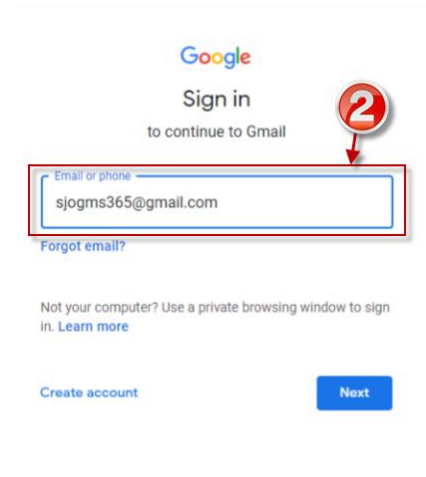 Google
Sign in
to continue to Gmail
2
Email or phone
sjogms365@gmail.com
Forgot email?
Not your computer? Use a private browsing window to sign
in. Learn more
Create account
Next